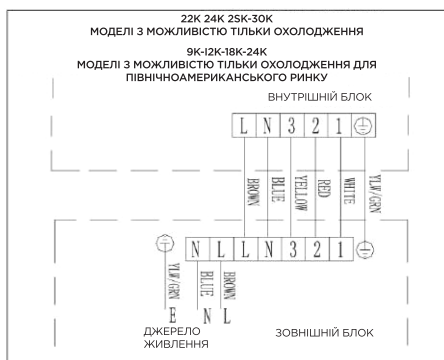 22K 24K 2SK-30K
МОДЕЛІ З МОЖЛИВІСТЮ ТІЛЬКИ ОХОЛОДЖЕННЯ
9K-I2K-18K-24K
МОДЕЛІ З МОЖЛИВІСТЮ ТІЛЬКИ ОХОЛОДЖЕННЯ ДЛЯ
ПІВНІЧНОАМЕРИКАНСЬКОГО РИНКУ
ВНУТРІШНІЙ БЛОК
L N 3 2 1
BROWN BLUE YELLOW RED WHITE YLW/GRN
N L L N 3 2 1
YLW/GRN BLUE BROWN
E N L
ДЖЕРЕЛО
ЖИВЛЕННЯ
ЗОВНІШНІЙ БЛОК